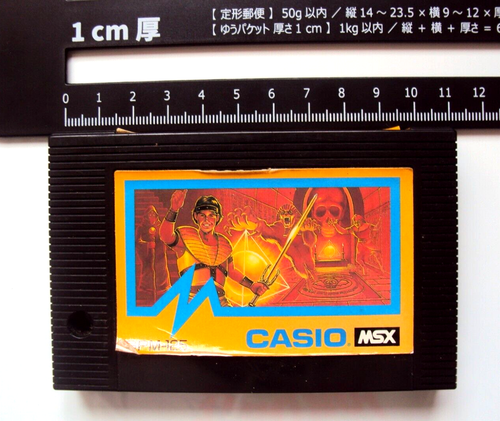 1 cm 厚
【 定形郵便 】 50g 以内 ／ 縦 14 ～ 23.5 × 横 9 ～ 12 × 厚
【 ゆうパケット 厚さ 1 cm 】 1kg 以内 ／ 縦 ＋ 横 ＋ 厚さ ＝ 6
0 1 2 3 4 5 6 7 8 9 10 11 12
CASIO MSX